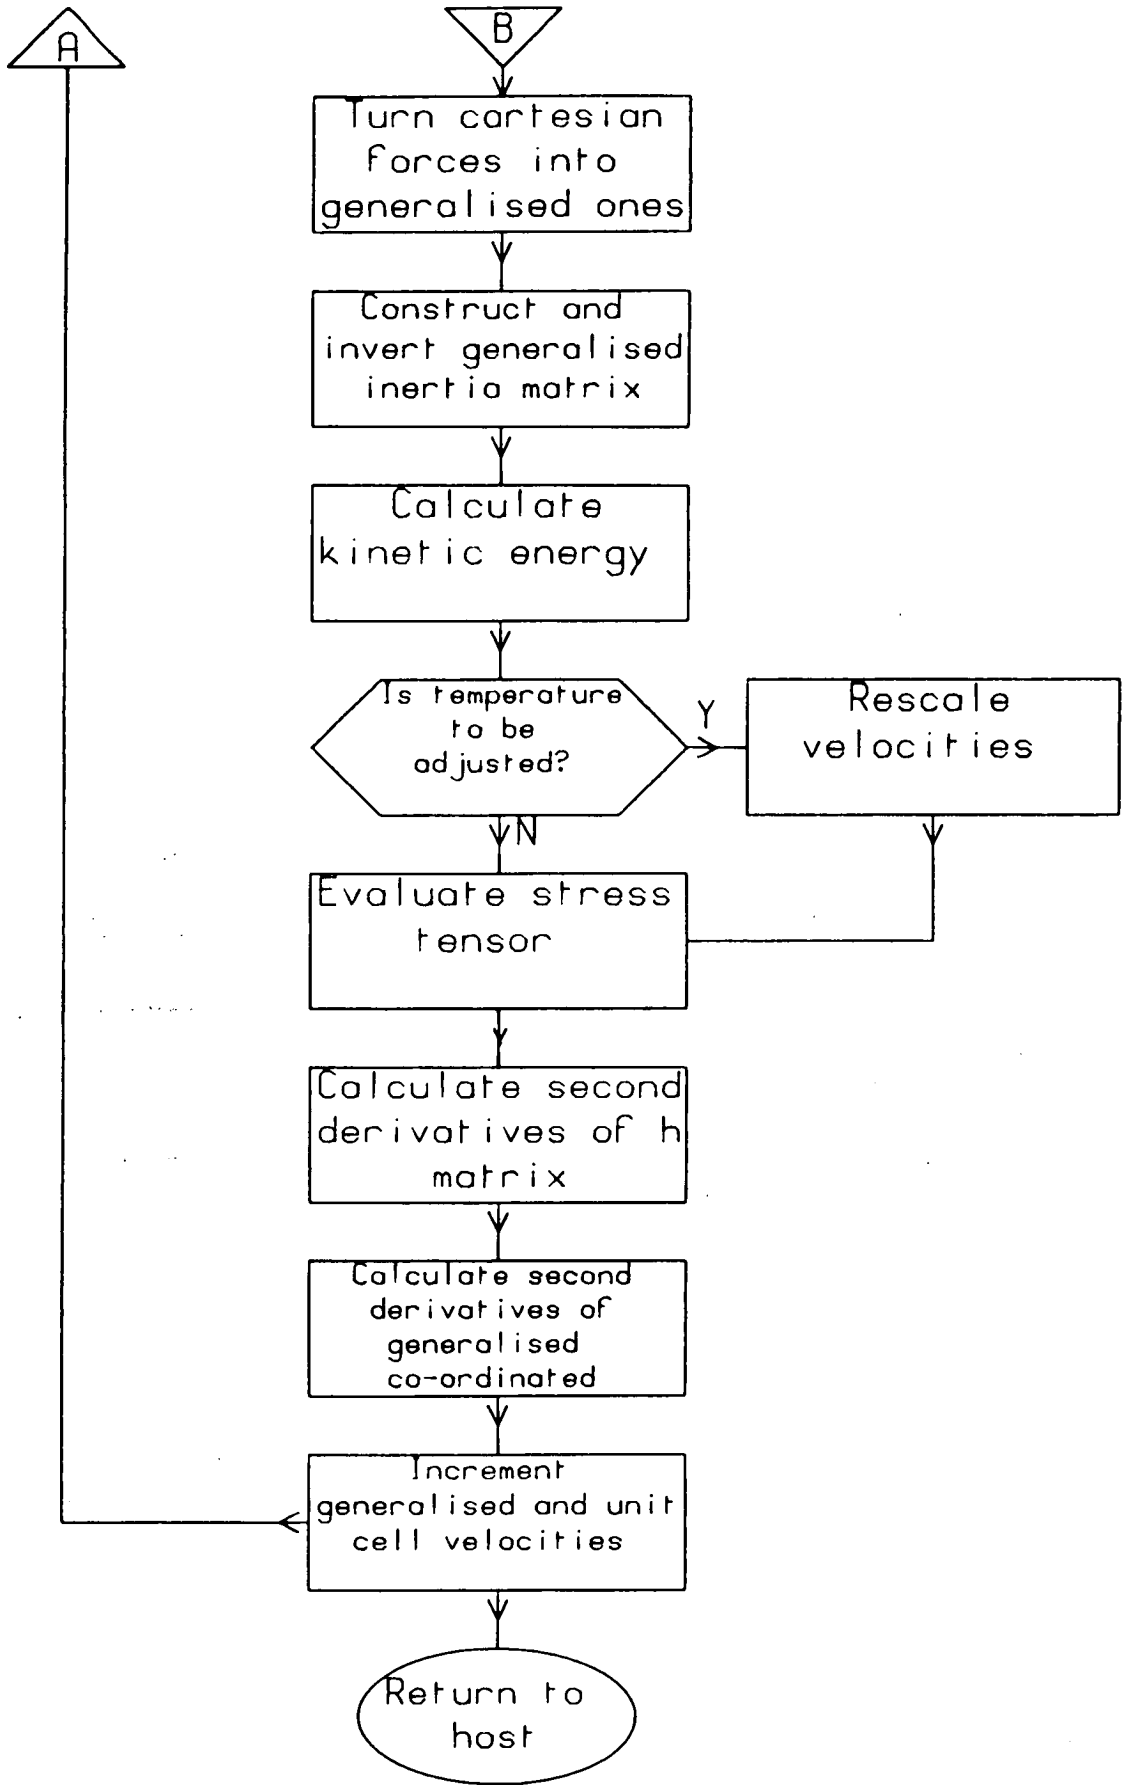 A
B
Turn cartesian
forces into
generalised ones
Construct and
invert generalised
inertia matrix
Calculate
kinetic energy
Is temperature
to be
adjusted?
Y
Rescale
velocities
N
Evaluate stress
tensor
Calculate second
derivatives of h
matrix
Calculate second
derivatives of
generalised
co-ordinated
Increment
generalised and unit
cell velocities
Return to
host